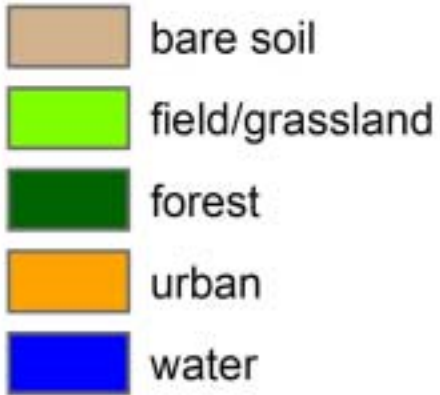 bare soil
field/grassland
forest
urban
water